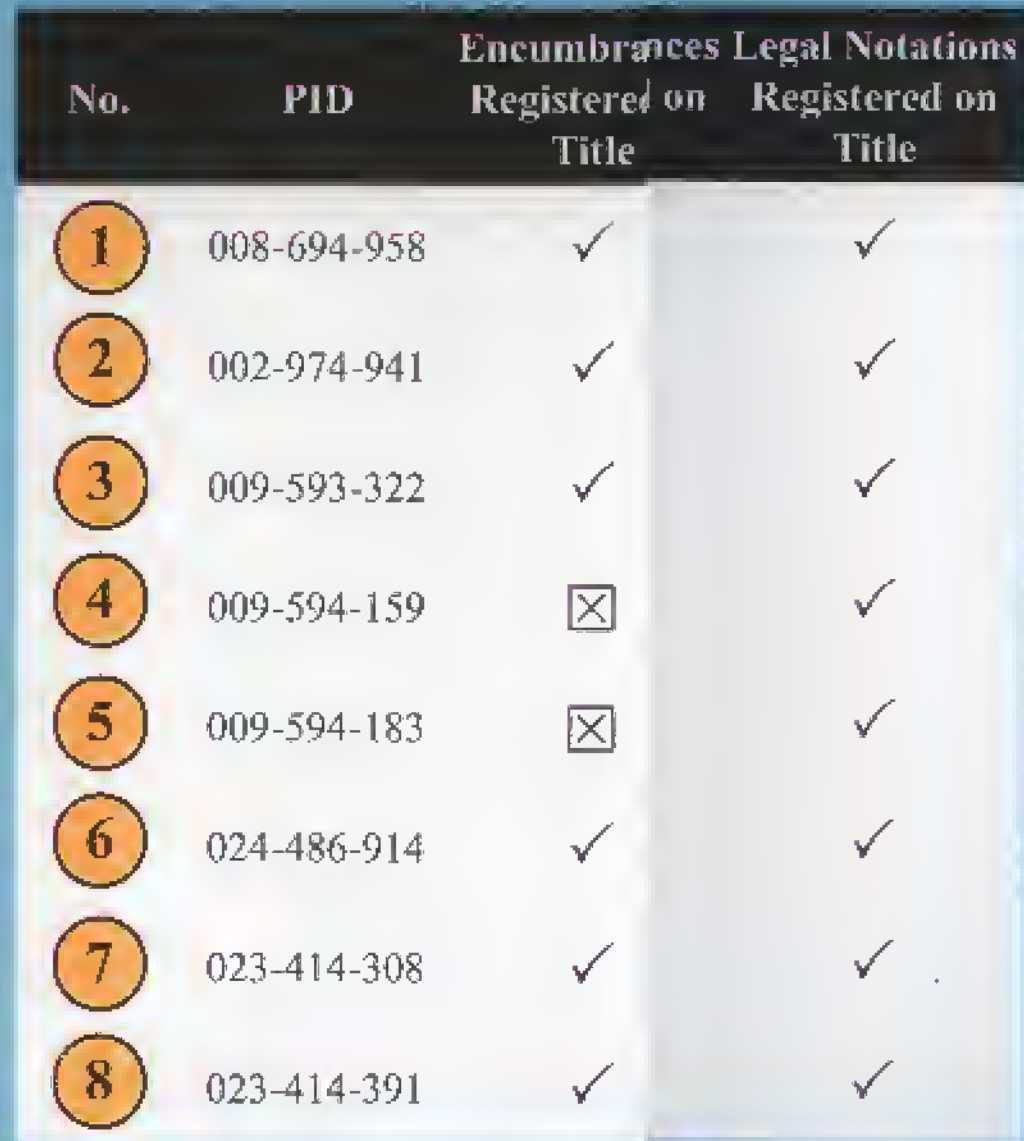 No. PID Encumbrances Registered on Title Legal Notations Registered on Title
1 008-694-958 ✓ ✓
2 002-974-941 ✓ ✓
3 009-593-322 ✓ ✓
4 009-594-159 ☒ ✓
5 009-594-183 ☒ ✓
6 024-486-914 ✓ ✓
7 023-414-308 ✓ ✓
8 023-414-391 ✓ ✓